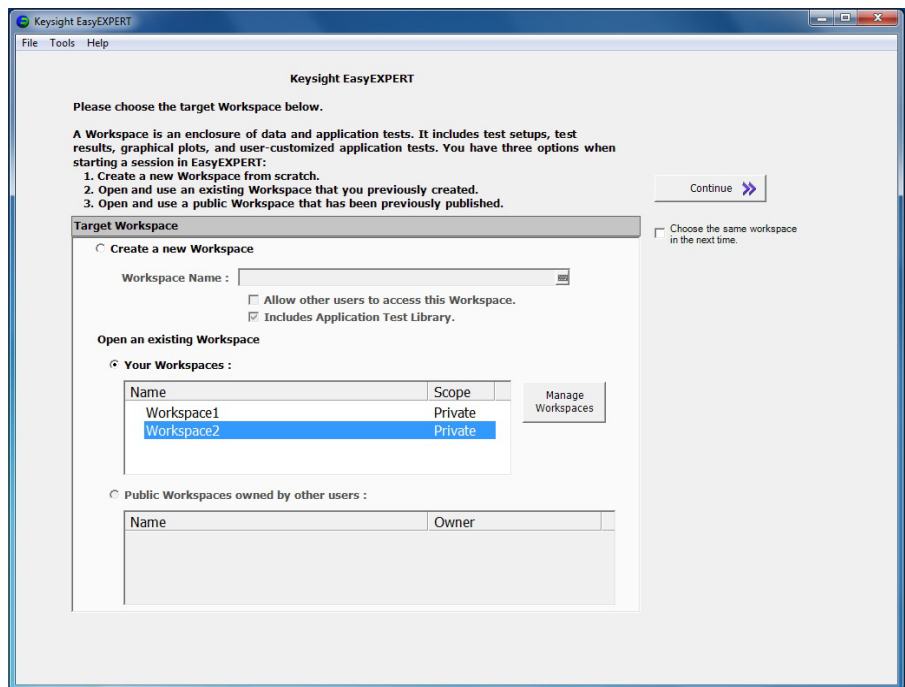 Keysight EasyEXPERT
File Tools Help
Keysight EasyEXPERT
Please choose the target Workspace below.
A Workspace is an enclosure of data and application tests. It includes test setups, test
results, graphical plots, and user-customized application tests. You have three options when
starting a session in EasyEXPERT:
1. Create a new Workspace from scratch.
2. Open and use an existing Workspace that you previously created.
3. Open and use a public Workspace that has been previously published.
Continue
Choose the same workspace
in the next time.
Target Workspace
Create a new Workspace
Workspace Name :
Allow other users to access this Workspace.
Includes Application Test Library.
Open an existing Workspace
Your Workspaces :
Name Scope
Workspace1 Private
Workspace2 Private
Manage
Workspaces
Public Workspaces owned by other users :
Name Owner